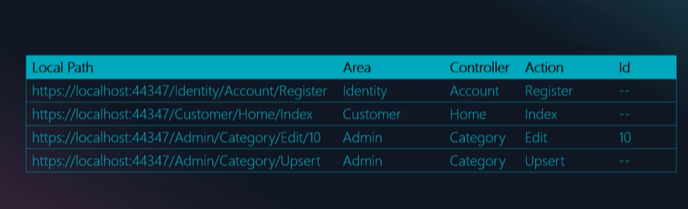 Local Path Area Controller Action Id
https://localhost:44347/Identity/Account/Register Identity Account Register --
https://localhost:44347/Customer/Home/Index Customer Home Index --
https://localhost:44347/Admin/Category/Edit/10 Admin Category Edit 10
https://localhost:44347/Admin/Category/Upsert Admin Category Upsert --